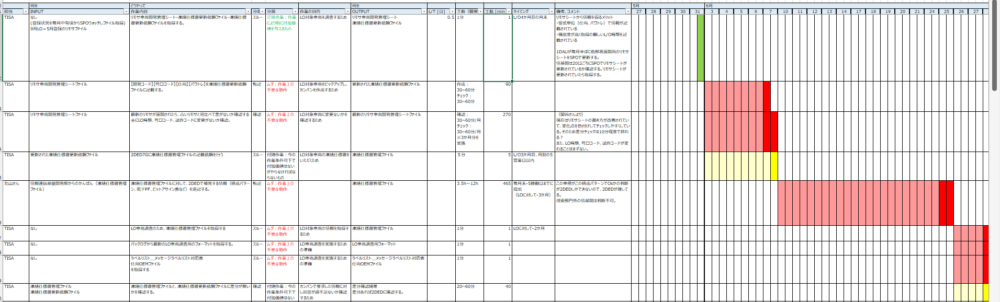 何を
どうやって
何を
5月
6月
担当 INPUT 作業内容 分類 分類 作業の目的 OUTPUT L/T [日] 工数（概要 工数 [min タイミング 備考、コメント 27 28 29 30 31 3 4 5 6 7 10 11 12 13 14 17 18 19 20 21 24 25 26 27
TISA
なし
(登録状況を毎月中旬頃からSPOウォッチしファイル取得)
9月LO＝5月登録のリモサファイル
リモサ車両開発管理シート・凍結仕様書更新依頼ファイル・凍結仕様
書更新依頼ファイルを取得する。
スルー
正味作業：作業
により物に付加価
値を与えるもの
LO対象車両を調査するため
リモサ車両開発管理シート
凍結仕様書更新依頼ファイル
0.5
1分
1
L/O4か月前の月末
リモサシートから情報を得るメリット
・型式単位（仕向、パワトレ）で情報が記
載されている
・機密度が高く取得の難しいL/O時期を記
載されている
1DAUが毎月半ばに他部署展開用のリモサ
シートをSPOで更新する。
情基開は20日ごろにSPOでリモサシートが
更新されているか確認する。リモサシートが
更新されていたら取得する。
TISA
リモサ車両開発管理シートファイル
【開発コード】【号口コード】【仕向】【パワトレ】を凍結仕様書更新依頼
ファイルに記載する。
転記
ムダ：作業上の
不要な動作
LO対象車両をピックアップし、
カンバンを作成するため
更新された凍結仕様書更新依頼ファイル
作成：
30~60分
チェック：
30~60分
90
TISA
リモサ車両開発管理シートファイル
最新のリモサが展開されたら、古いリモサと見比べて差がないか確認する
主にLO時期、号口コード、試作コードに変更がないか確認。
確認
ムダ：作業上の
不要な動作
LO対象車両に変更ないかを
確認するため
最新のリモサ車両開発管理シートファイル
確認：
30~60分/月
チェック：
30~60分/月
※3か月分を
実施
270
（関谷さんより）
現在はリモサシートの書き方が改善されてい
て、変化点を色付けしてチェックしやすくしてい
る。そのため差分チェックは10分程度で終わ
る？
また、LO時期、号口コード、試作コードが変
わることはまずない。
TISA
更新された凍結仕様書更新依頼ファイル
2DED7Gに凍結仕様書管理ファイルの記載依頼を行う
スルー
付随作業：今の
作業条件可下で
付加価値はない
がやらなければな
らないもの
LO対象車両の凍結仕様書を
いただくため
凍結仕様書管理ファイル
５分
5
L/O3か月前、月初の5
営業日以内
北山さん
情報通信基盤開発部からのかんばん（凍結仕様書管理
ファイル）
凍結仕様書管理ファイルに対して、2DEDで補完する情報（構成パター
ン、電子PF、ビットアサイン表など）を追記する。
転記
ムダ：作業上の
不要な動作
凍結仕様書管理ファイル
3.5h～12h
465
毎月末-5稼働日までに
提出
（LOに対して-3か月）
この車種がこの構成パターンでOkかの判断
が2DEDしかできないので、2DEDが渡して
る。
技術部門外の情基開は判断不可。
TISA
なし
LO車両調査のため、凍結仕様書管理ファイルを取得する
スルー
ムダ：作業上の
不要な動作
LO対象車両の情報を取得す
るため
凍結仕様書管理ファイル
1分
1
LOに対して-2か月
TISA
なし
バックログから最新のLO車両調査用のフォーマットを取得する。
スルー
ムダ：作業上の
不要な動作
LO車両調査を実施するため
の準備
LO車両調査用フォーマット
1分
1
TISA
なし
ラベルリスト＿メッセージラベルリスト対応表
仕向OEMファイル
を取得する
スルー
ムダ：作業上の
不要な動作
LO車両調査を実施するため
の準備
ラベルリスト＿メッセージラベルリスト対応表
仕向OEMファイル
1分
1
TISA
凍結仕様書管理ファイル
凍結仕様書更新依頼ファイル
凍結仕様書管理ファイルと、凍結仕様書更新依頼ファイルに差分が無い
かを確認する。
確認
付随作業：今の
作業条件可下で
付加価値はない
カンバンで要求した情報に対
し回答が過不足ないか確認
するため
差分確認結果
差分あれば2DEDに確認する。
20~60分
40